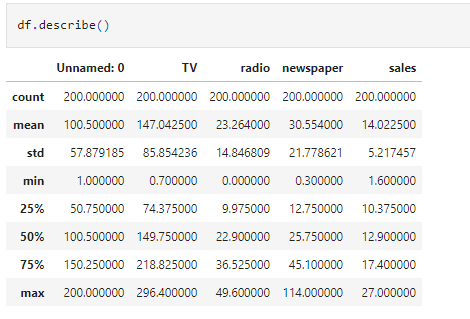 df.describe()
Unnamed: 0 TV radio newspaper sales
count 200.000000 200.000000 200.000000 200.000000 200.000000
mean 100.500000 147.042500 23.264000 30.554000 14.022500
std 57.879185 85.854236 14.846809 21.778621 5.217457
min 1.000000 0.700000 0.000000 0.300000 1.600000
25% 50.750000 74.375000 9.975000 12.750000 10.375000
50% 100.500000 149.750000 22.900000 25.750000 12.900000
75% 150.250000 218.825000 36.525000 45.100000 17.400000
max 200.000000 296.400000 49.600000 114.000000 27.000000